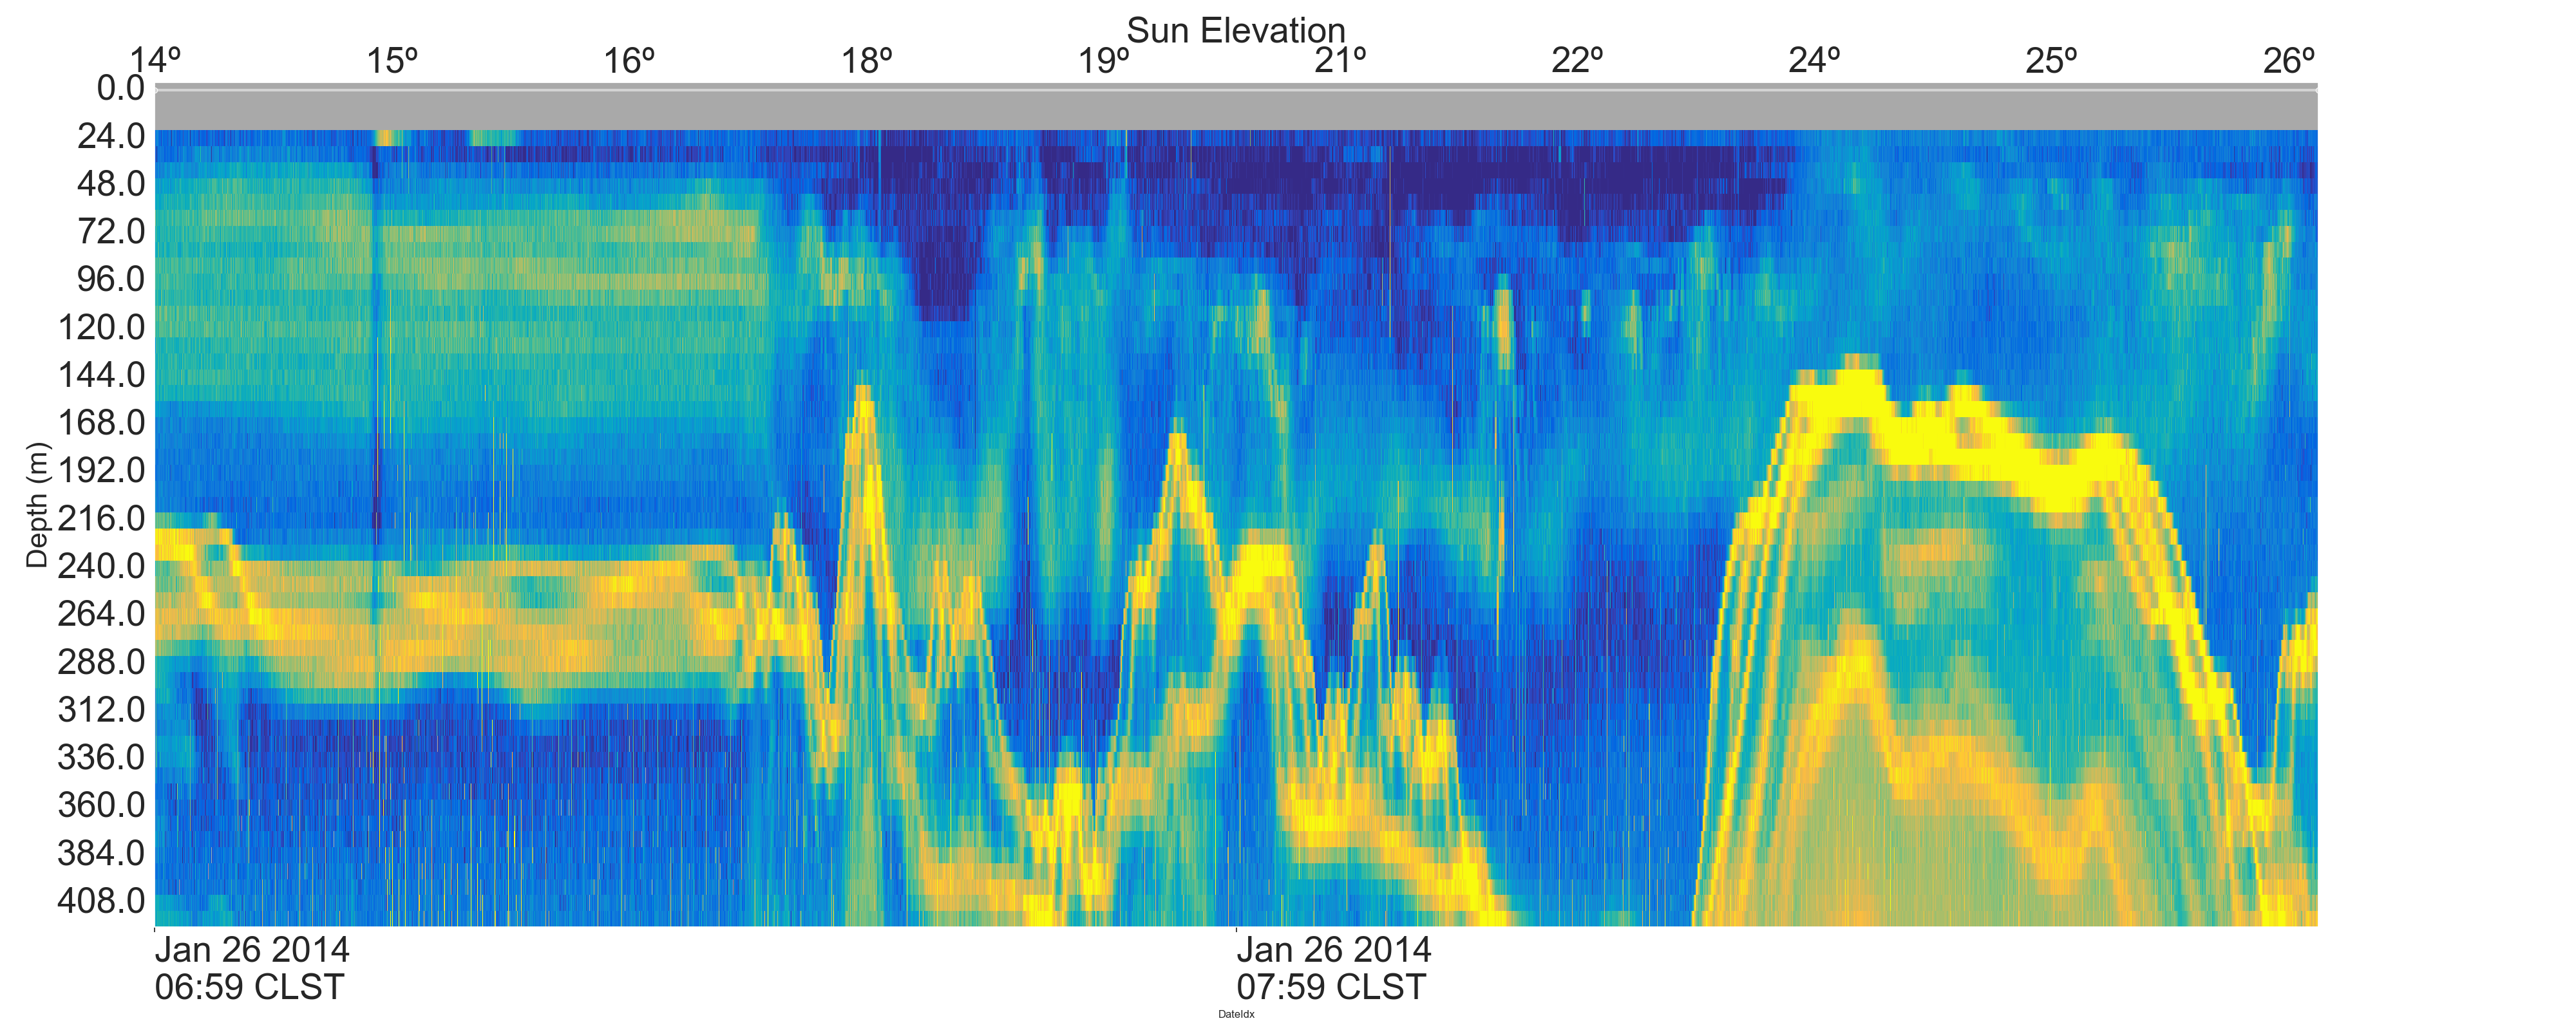 Sun Elevation
14º 15º 16º 18º 19º 21º 22º 24º 25º 26º
0.0
24.0
48.0
72.0
96.0
120.0
144.0
168.0
192.0
216.0
240.0
264.0
288.0
312.0
336.0
360.0
384.0
408.0
Depth (m)
Jan 26 2014
06:59 CLST
Jan 26 2014
07:59 CLST
DateIdx